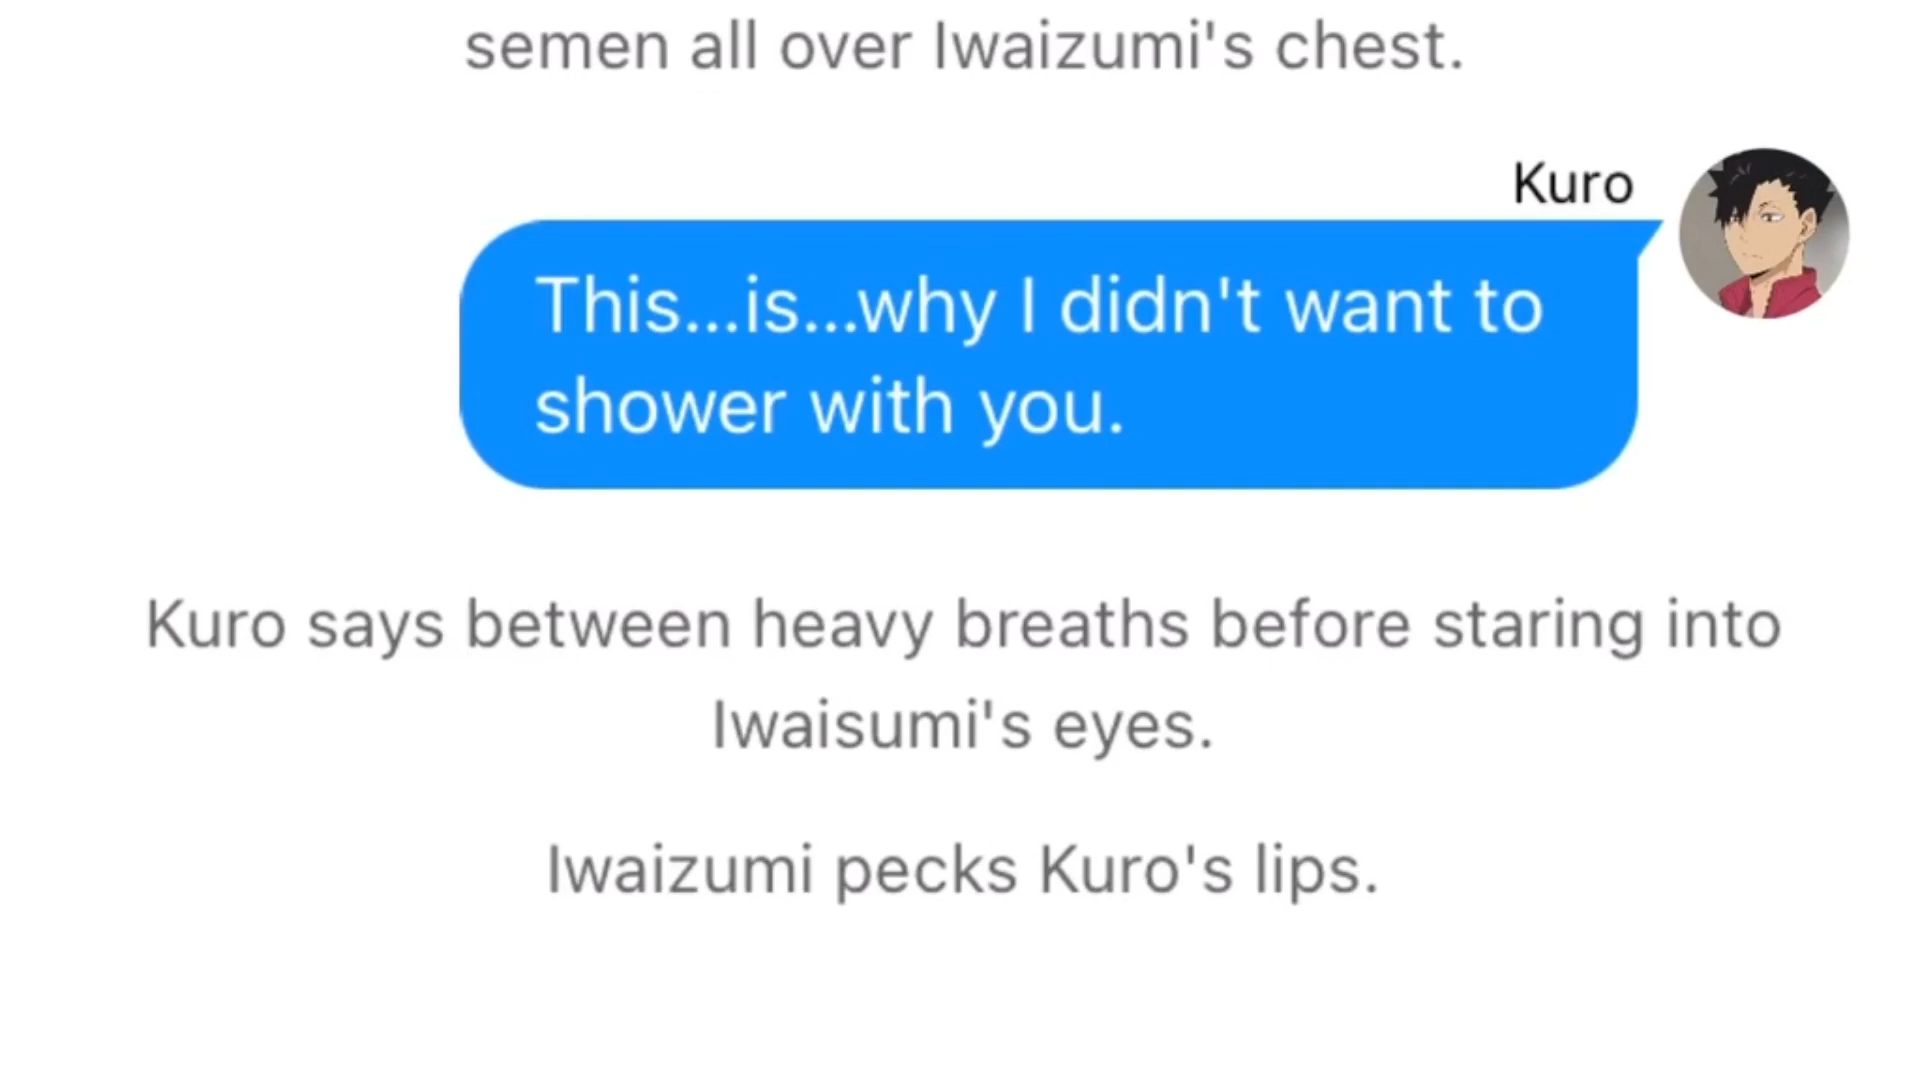 semen all over Iwaizumi's chest.
Kuro
This...is...why I didn't want to
shower with you.
Kuro says between heavy breaths before staring into
Iwaisumi's eyes.
Iwaizumi pecks Kuro's lips.